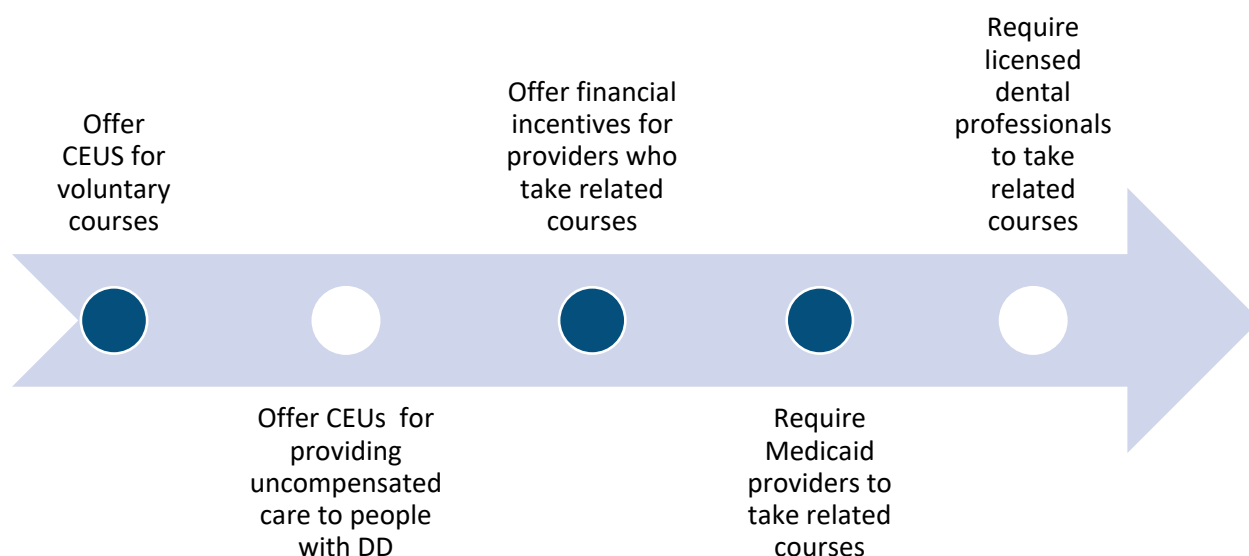 Offer
CEUS for
voluntary
courses
Offer CEUs  for
providing
uncompensated
care to people
with DD
Offer financial
incentives for
providers who
take related
courses
Require
Medicaid
providers to
take related
courses
Require
licensed
dental
professionals
to take
related
courses